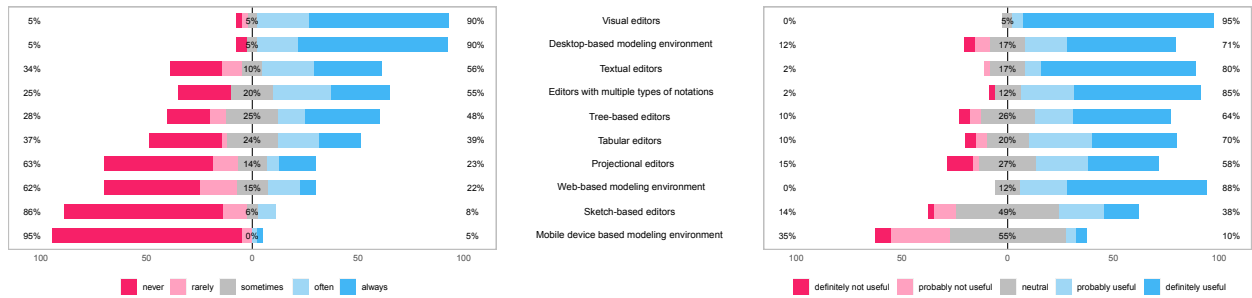 5% 5% 90% Visual editors 0% 5% 95%
5% 5% 90% Desktop-based modeling environment 12% 17% 71%
34% 10% 56% Textual editors 2% 17% 80%
25% 20% 55% Editors with multiple types of notations 2% 12% 85%
28% 25% 48% Tree-based editors 10% 26% 64%
37% 24% 39% Tabular editors 10% 20% 70%
63% 14% 23% Projectional editors 15% 27% 58%
62% 15% 22% Web-based modeling environment 0% 12% 88%
86% 6% 8% Sketch-based editors 14% 49% 38%
95% 0% 5% Mobile device based modeling environment 35% 55% 10%
100 50 0 50 100 100 50 0 50 100
never rarely sometimes often always definitely not useful probably not useful neutral probably useful definitely useful